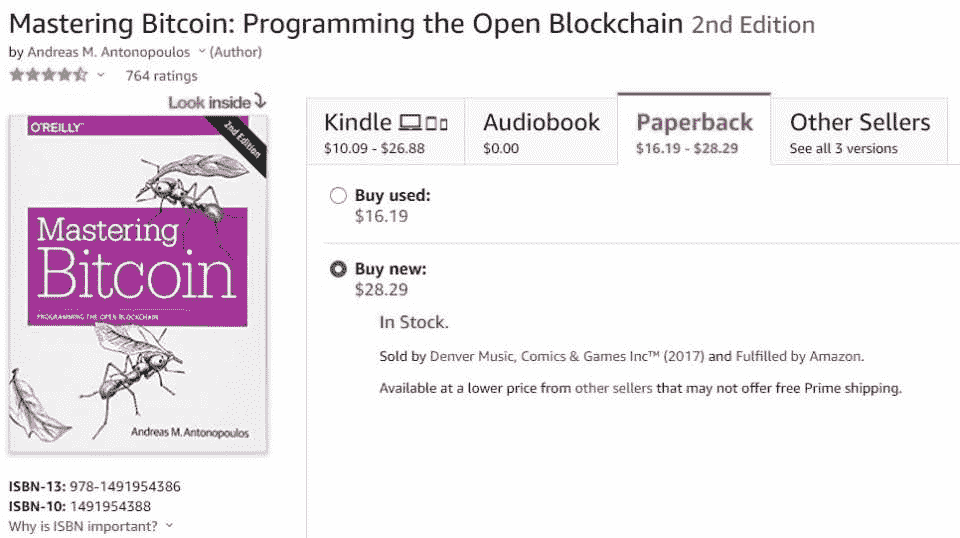 Mastering Bitcoin: Programming the Open Blockchain 2nd Edition
by Andreas M. Antonopoulos (Author)
764 ratings
Look inside
O'REILLY™
2nd Edition
Mastering
Bitcoin
PROGRAMMING THE OPEN BLOCKCHAIN
Andreas M. Antonopoulos
ISBN-13: 978-1491954386
ISBN-10: 1491954388
Why is ISBN important?
Kindle
$10.09 - $26.88
Audiobook
$0.00
Paperback
$16.19 - $28.29
Other Sellers
See all 3 versions
Buy used:
$16.19
Buy new:
$28.29
In Stock.
Sold by Denver Music, Comics & Games Inc™ (2017) and Fulfilled by Amazon.
Available at a lower price from other sellers that may not offer free Prime shipping.